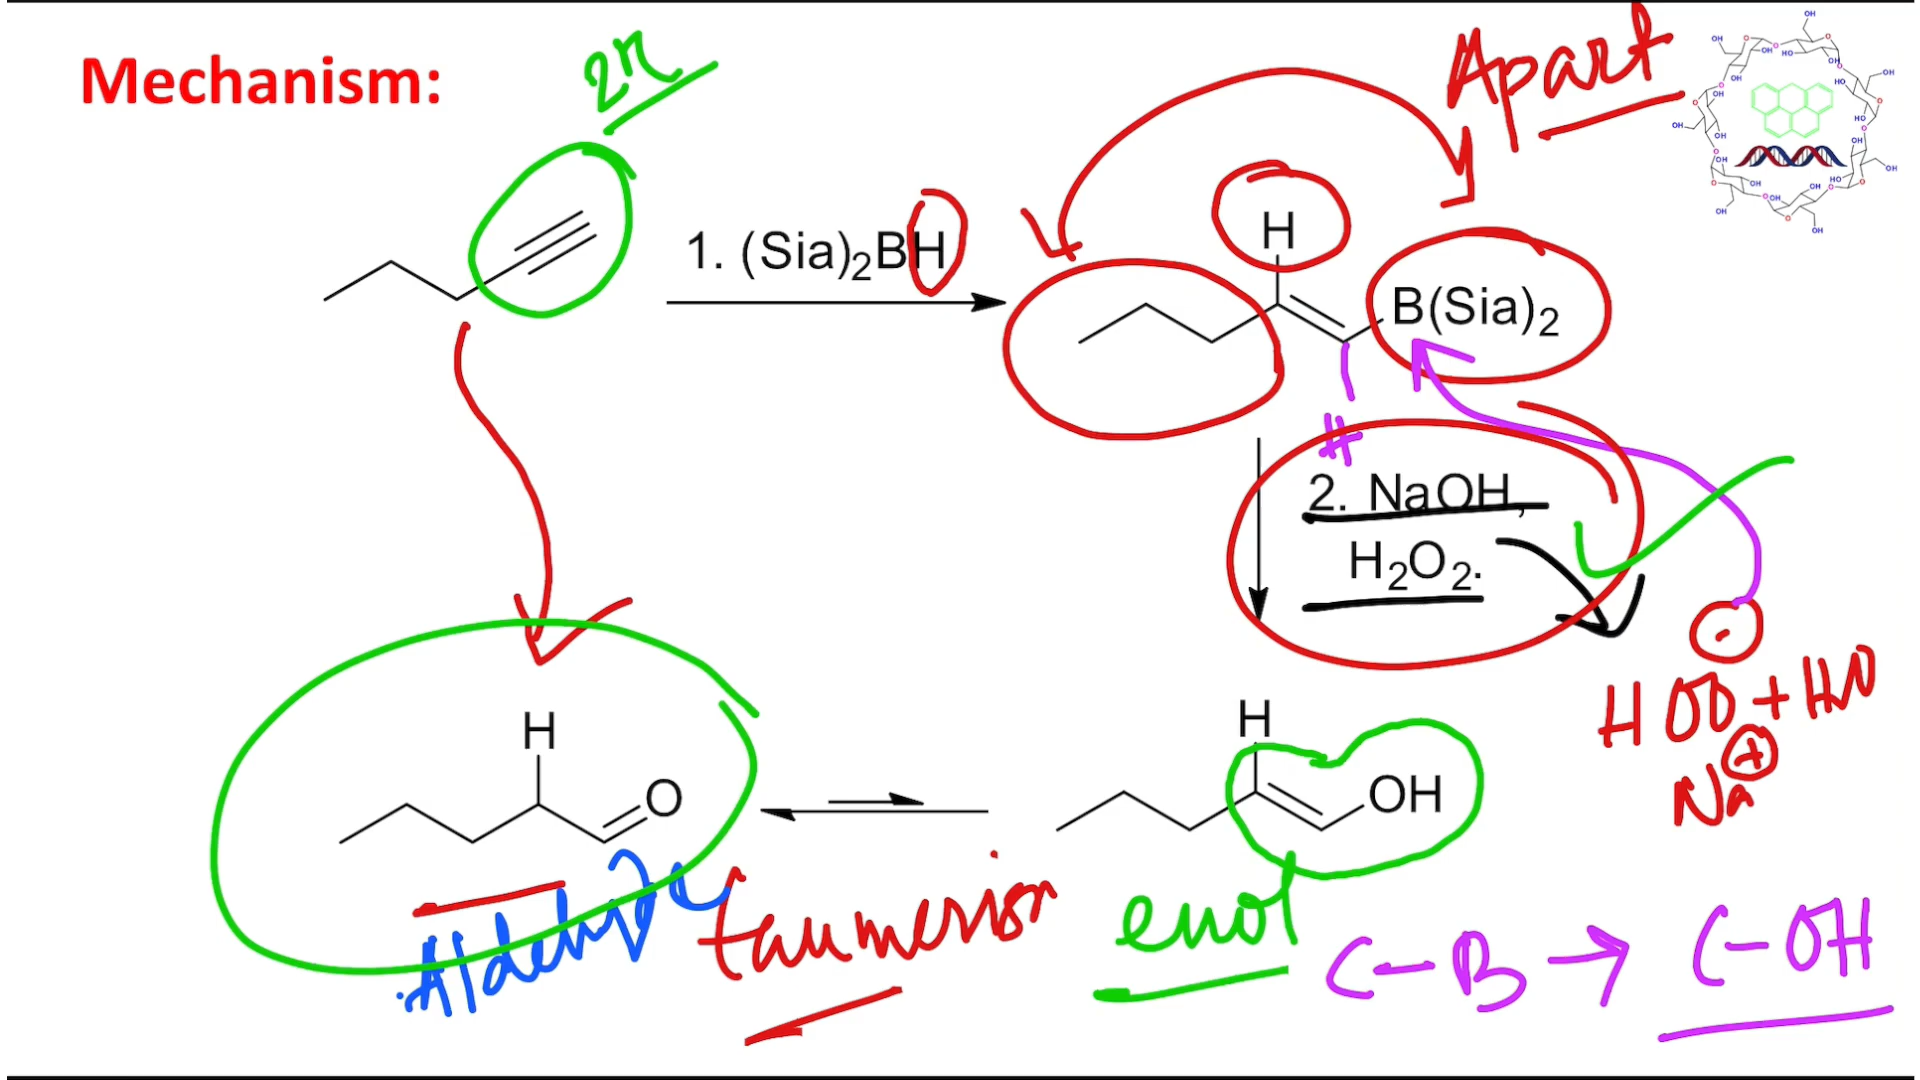 Mechanism:
2π
Apart
1. (Sia)₂BH
H
B(Sia)₂
H
2. NaOH,
H₂O₂.
-
HOO + H₂O
Na +
H
O
H
OH
Aldehyde
taumerism
enol
C-B → C-OH